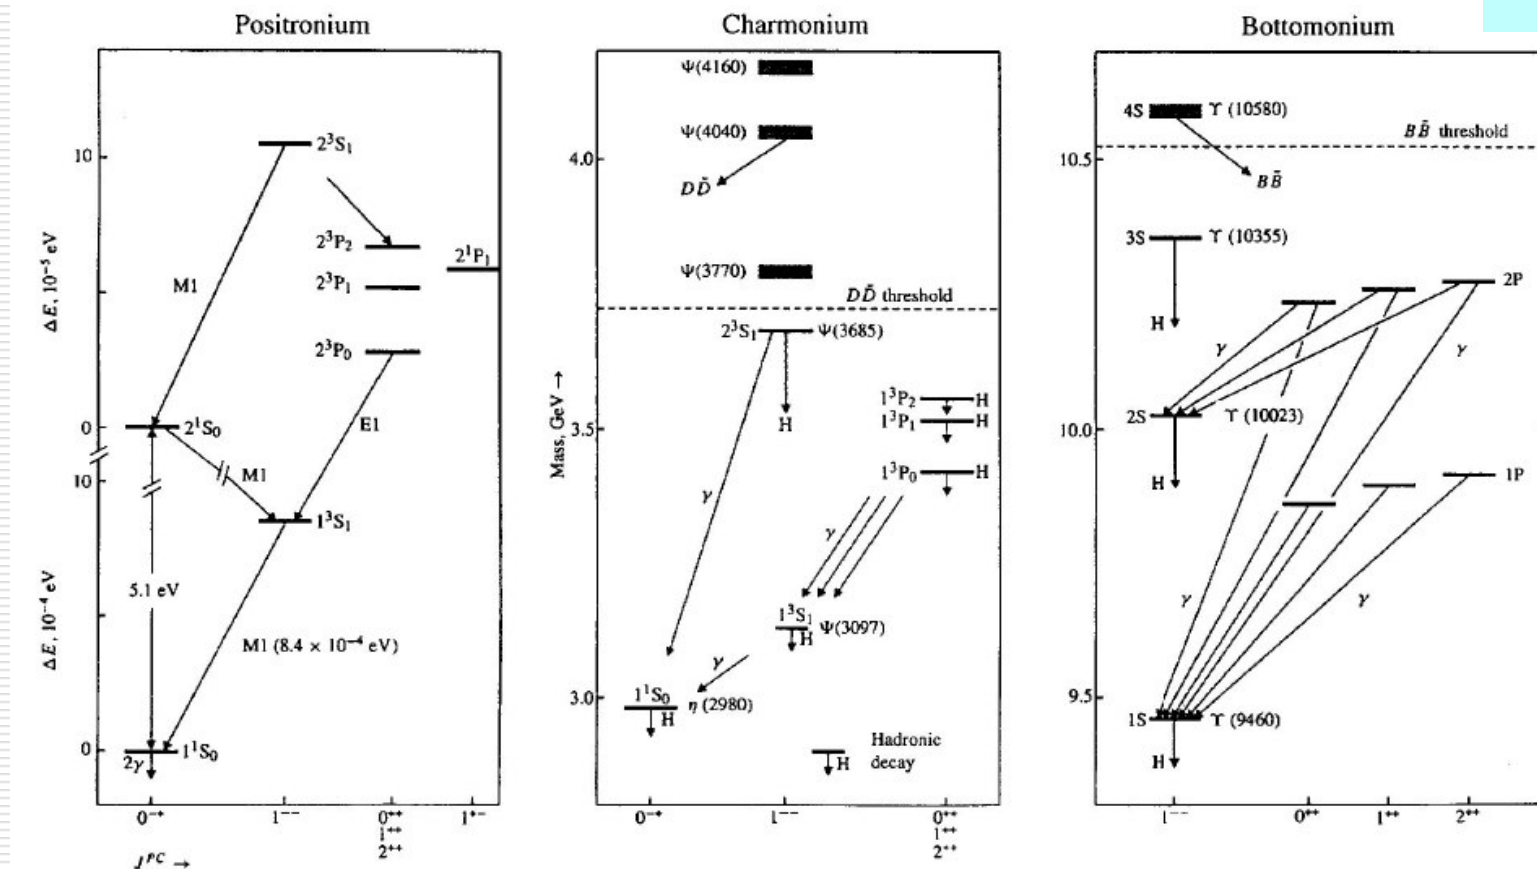 Positronium
10
2³S₁
2³P₂
2¹P₁
2³P₁
M1
2³P₀
ΔE, 10⁻⁵ eV
0
2¹S₀
E1
M1
10
1³S₁
5.1 eV
ΔE, 10⁻⁴ eV
M1 (8.4 × 10⁻⁴ eV)
0
1¹S₀
2γ
0⁻⁺
1⁻⁻
0⁺⁺
1⁺⁺
2⁺⁺
1⁺⁻
J^PC →
Charmonium
Ψ(4160)
Ψ(4040)
4.0
DD̄
Ψ(3770)
DD̄ threshold
2³S₁
Ψ(3685)
Mass, GeV →
1³P₂ H
1³P₁ H
H
3.5
1³P₀ H
γ
γ
1³S₁
Ψ(3097)
H
γ
3.0
1¹S₀
η (2980)
H
Hadronic
H decay
0⁻⁺
1⁻⁻
0⁺⁺
1⁺⁺
2⁺⁺
Bottomonium
4S ϒ (10580)
BB̄ threshold
10.5
BB̄
3S ϒ (10355)
2P
H
γ
γ
2S ϒ (10023)
10.0
H
1P
γ
γ
9.5
1S ϒ (9460)
H
1⁻⁻
0⁺⁺
1⁺⁺
2⁺⁺